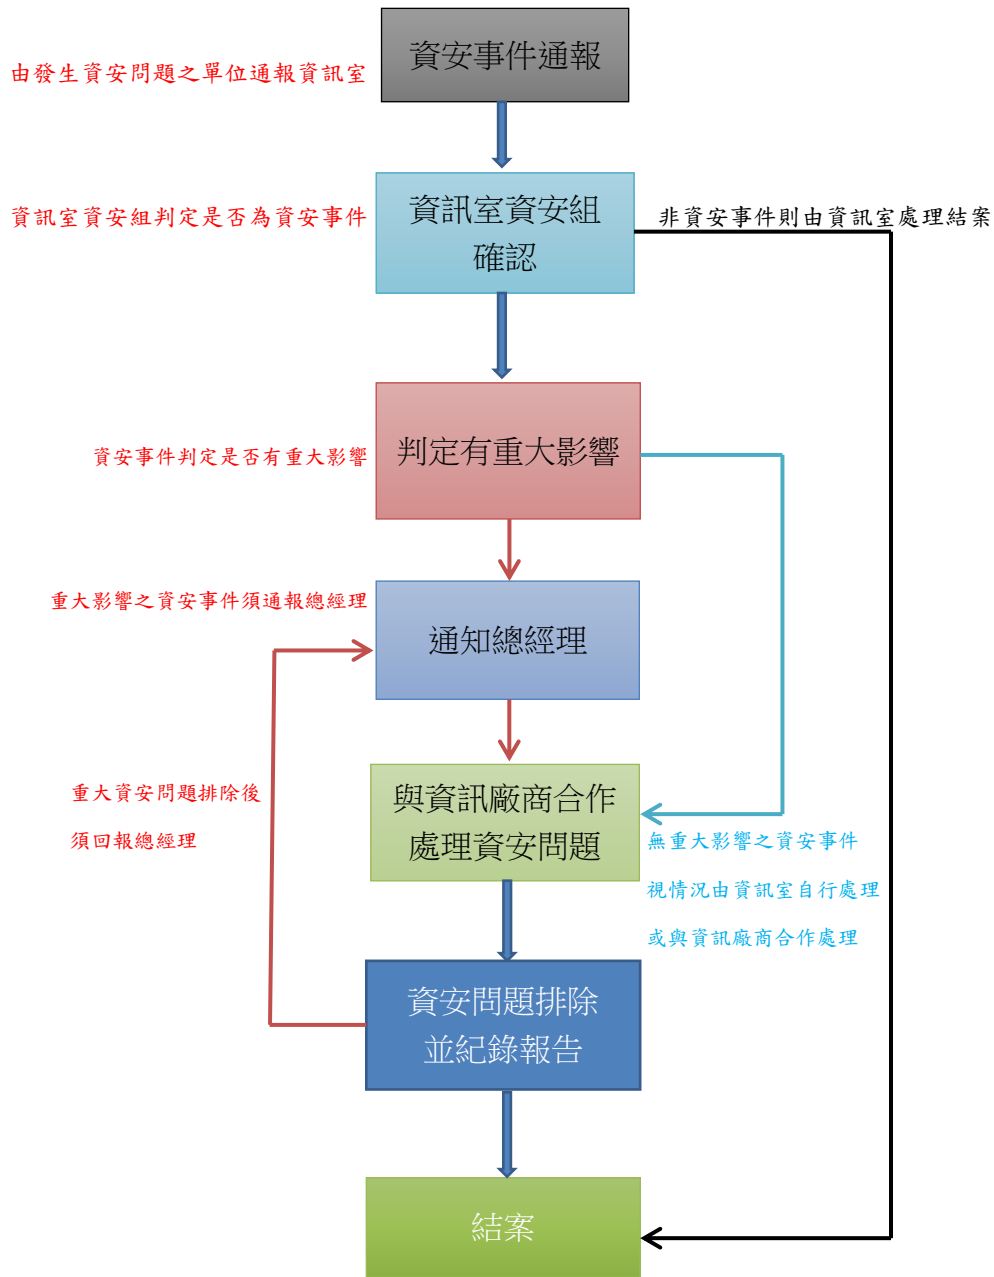 資安事件通報
由發生資安問題之單位通報資訊室
資訊室資安組
確認
資訊室資安組判定是否為資安事件
非資安事件則由資訊室處理結案
判定有重大影響
資安事件判定是否有重大影響
重大影響之資安事件須通報總經理
通知總經理
重大資安問題排除後
須回報總經理
與資訊廠商合作
處理資安問題
無重大影響之資安事件
視情況由資訊室自行處理
或與資訊廠商合作處理
資安問題排除
並紀錄報告
結案